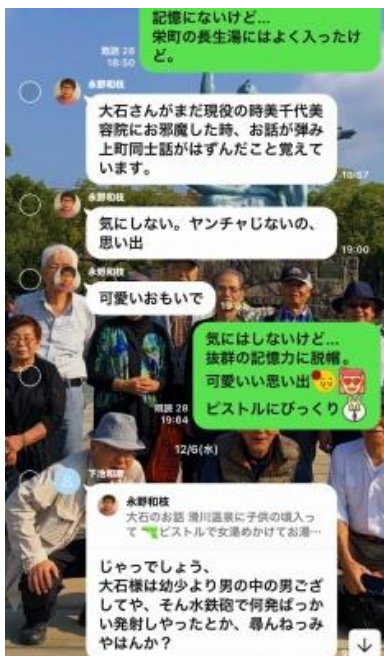 記憶にないけど...
栄町の長生湯にはよく入ったけ
ど。
既読 28
18:50
永野和枝
大石さんがまだ現役の時美千代美
容院にお邪魔した時、お話が弾み
上町同士話がはずんだこと覚えて
います。
18:57
永野和枝
気にしない。ヤンチャじないの、
思い出
19:00
永野和枝
可愛いおもいで
気にはしないけど...
抜群の記憶力に脱帽。
可愛いい思い出
ピストルにびっくり
既読 28
19:04
12/6(水)
永野和枝
大石のお話 滑川温泉に子供の頃入っ
て ピストルで女湯めかけてお湯…
じゃってしょう、
大石様は幼少より男の中の男ござ
してや、そん水鉄砲で何発ばっか
い発射しやったとか、尋んねっみ
やはんか？